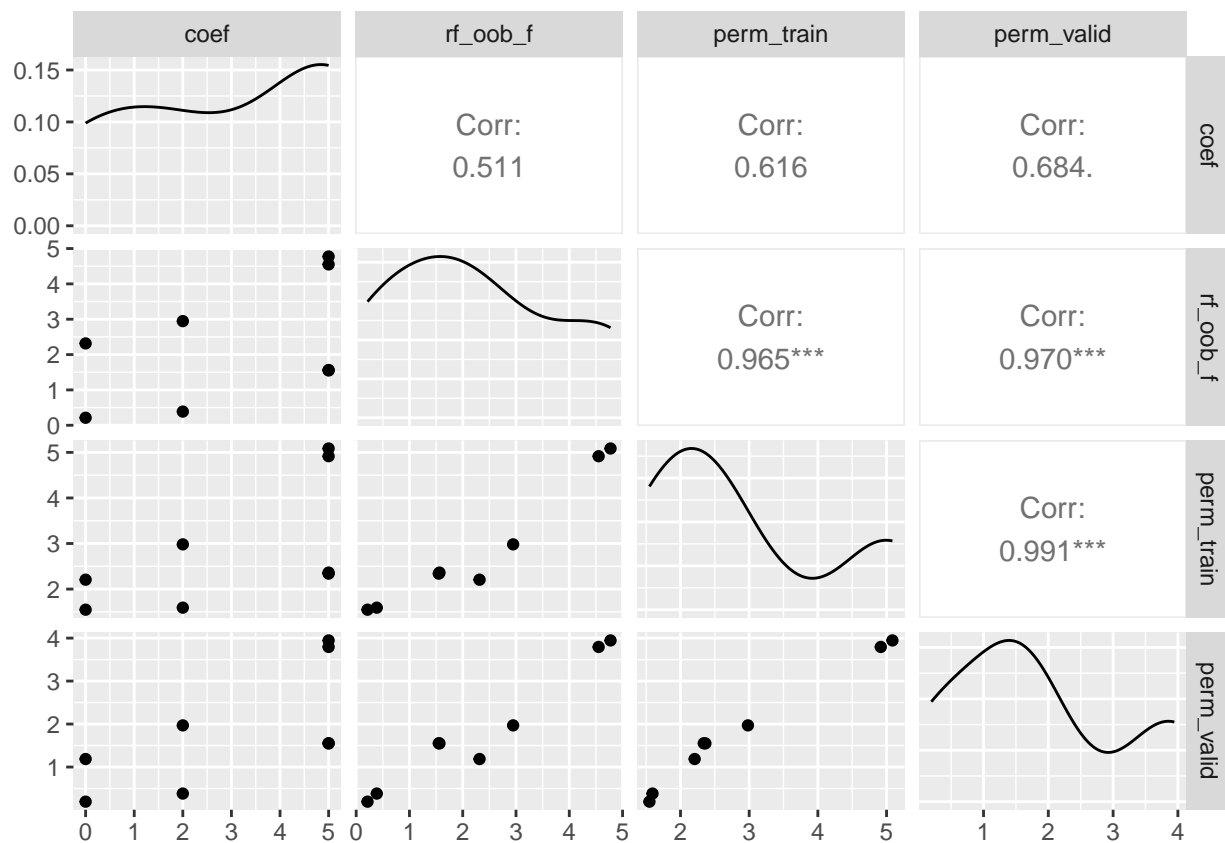 coef rf_oob_f perm_train perm_valid
0.15
0.10
0.05
0.00
Corr:
0.511
Corr:
0.616
Corr:
0.684.
coef
5
4
3
2
1
0
Corr:
0.965***
Corr:
0.970***
rf_oob_f
5
4
3
2
Corr:
0.991***
perm_train
4
3
2
1
perm_valid
0 1 2 3 4 5 0 1 2 3 4 5 2 3 4 5 1 2 3 4